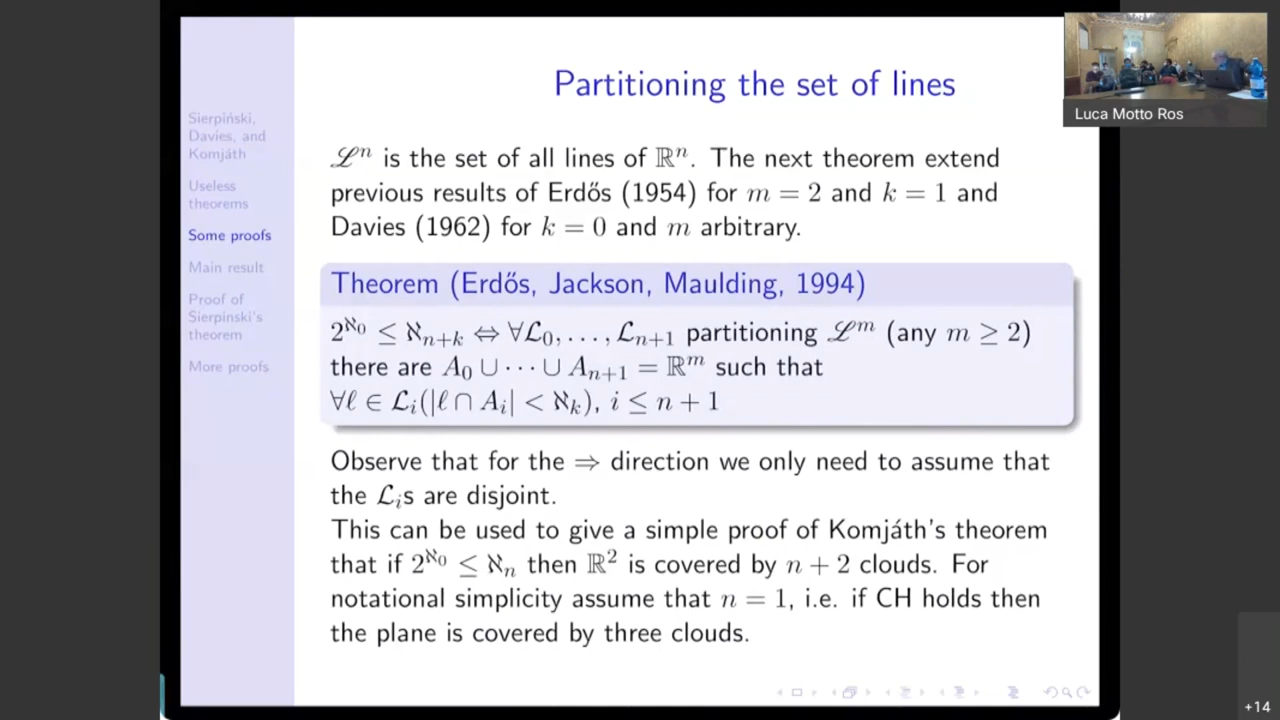 Partitioning the set of lines
Luca Motto Ros
Sierpiński,
Davies, and
Komjáth
Useless
theorems
Some proofs
Main result
Proof of
Sierpinski's
theorem
More proofs
ℒⁿ is the set of all lines of ℝⁿ. The next theorem extend
previous results of Erdős (1954) for m = 2 and k = 1 and
Davies (1962) for k = 0 and m arbitrary.
Theorem (Erdős, Jackson, Maulding, 1994)
2^{ℵ₀} ≤ ℵ_{n+k} ⇔ ∀ℒ₀, . . . , ℒ_{n+1} partitioning ℒᵐ (any m ≥ 2)
there are A₀ ∪ · · · ∪ A_{n+1} = ℝᵐ such that
∀ℓ ∈ ℒᵢ(|ℓ ∩ Aᵢ| < ℵₖ), i ≤ n + 1
Observe that for the ⇒ direction we only need to assume that
the ℒᵢs are disjoint.
This can be used to give a simple proof of Komjáth's theorem
that if 2^{ℵ₀} ≤ ℵₙ then ℝ² is covered by n + 2 clouds. For
notational simplicity assume that n = 1, i.e. if CH holds then
the plane is covered by three clouds.
+14